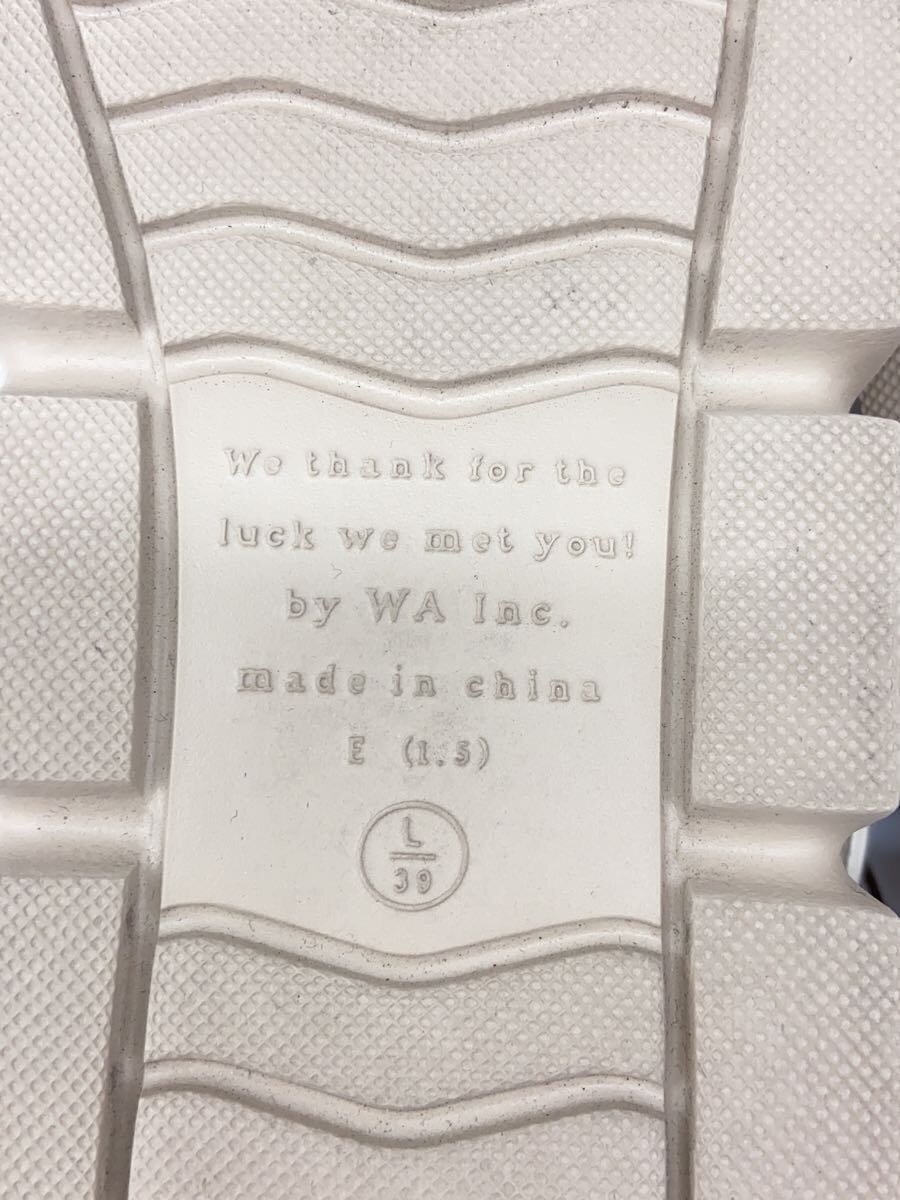 We thank for the
luck we met you!
by WA Inc.
made in china
E (1.5)
L
39